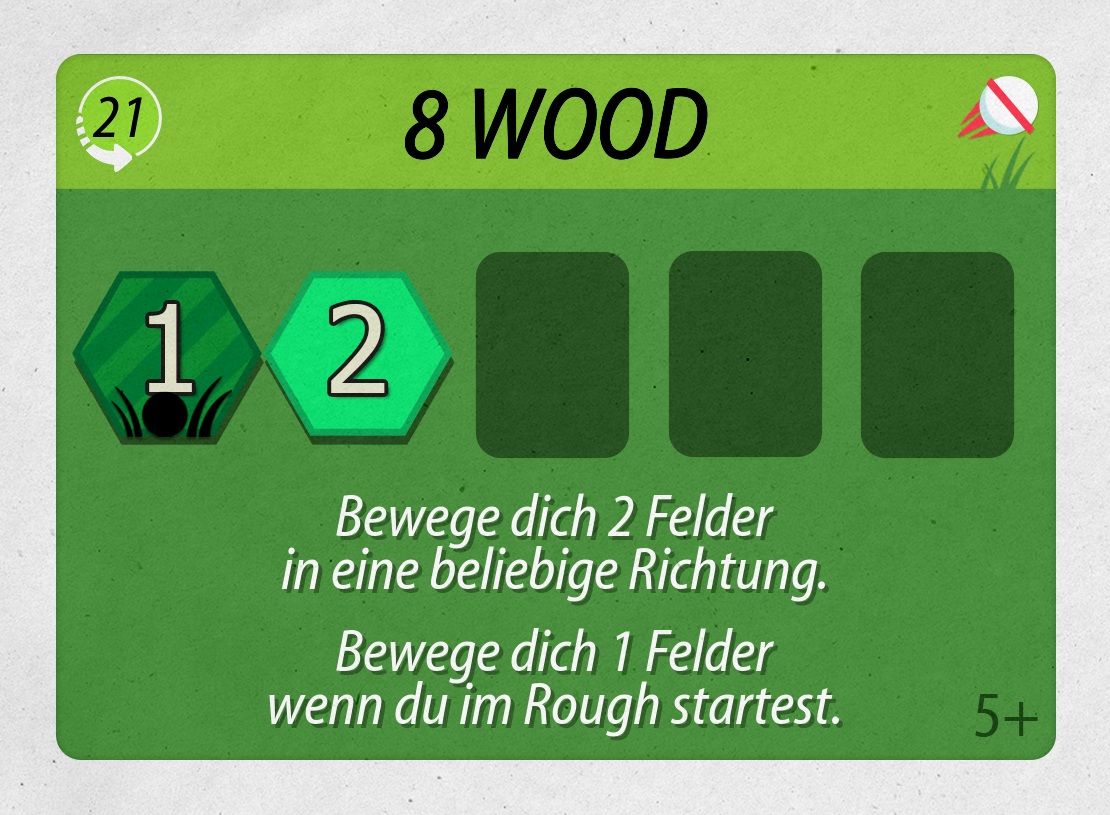 21
8 WOOD
1
2
Bewege dich 2 Felder
in eine beliebige Richtung.
Bewege dich 1 Felder
wenn du im Rough startest.
5+